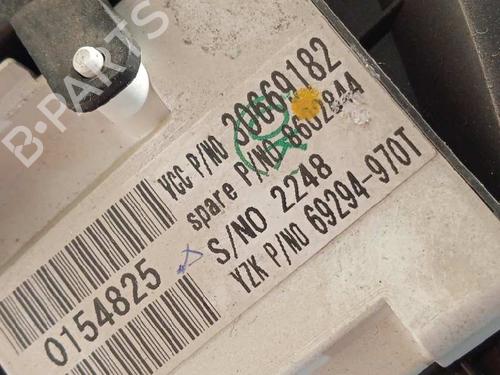 B-PARTS
VCC P/NO 30669182
spare P/NO 8602844
S/NO 2248
YZK P/NO 69294-970T
0154825